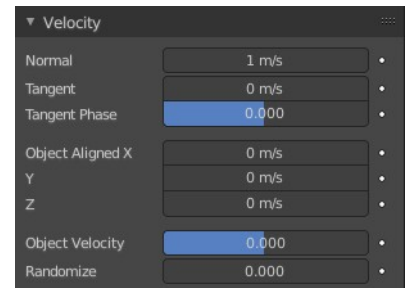 Velocity
Normal 1 m/s
Tangent 0 m/s
Tangent Phase 0.000
Object Aligned X 0 m/s
Y 0 m/s
Z 0 m/s
Object Velocity 0.000
Randomize 0.000